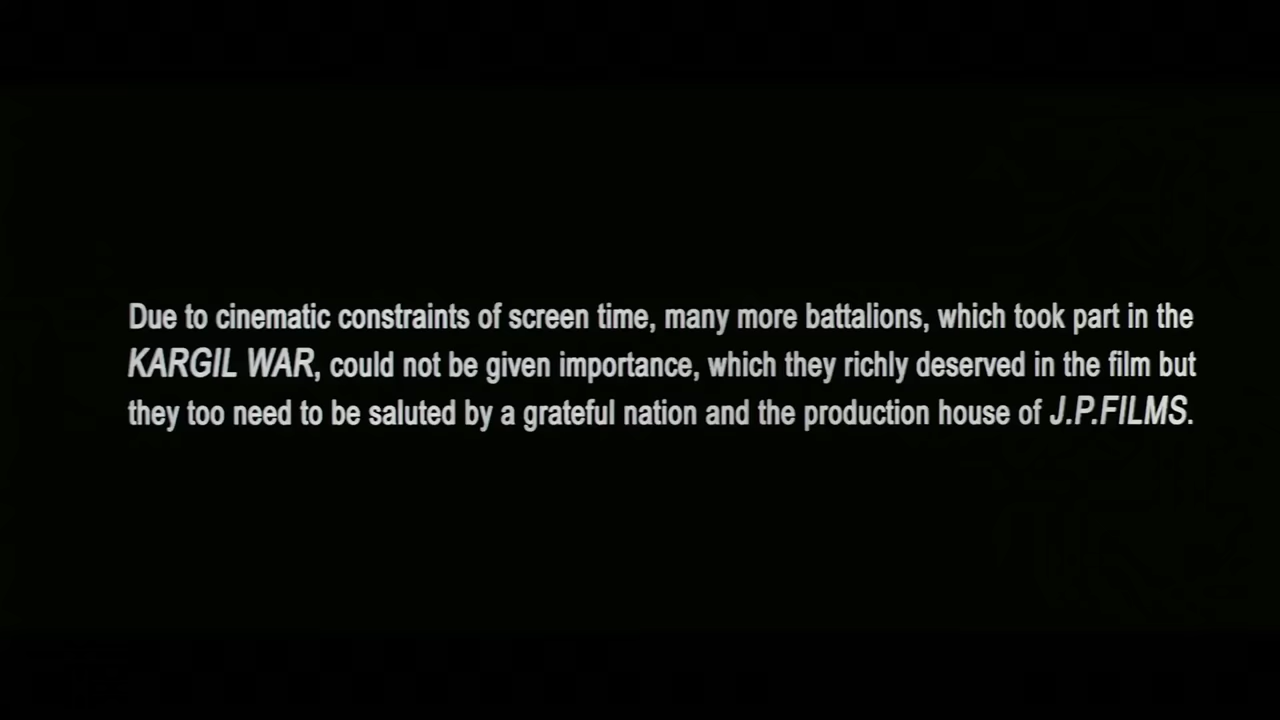 Due to cinematic constraints of screen time, many more battalions, which took part in the
KARGIL WAR, could not be given importance, which they richly deserved in the film but
they too need to be saluted by a grateful nation and the production house of J.P.FILMS.